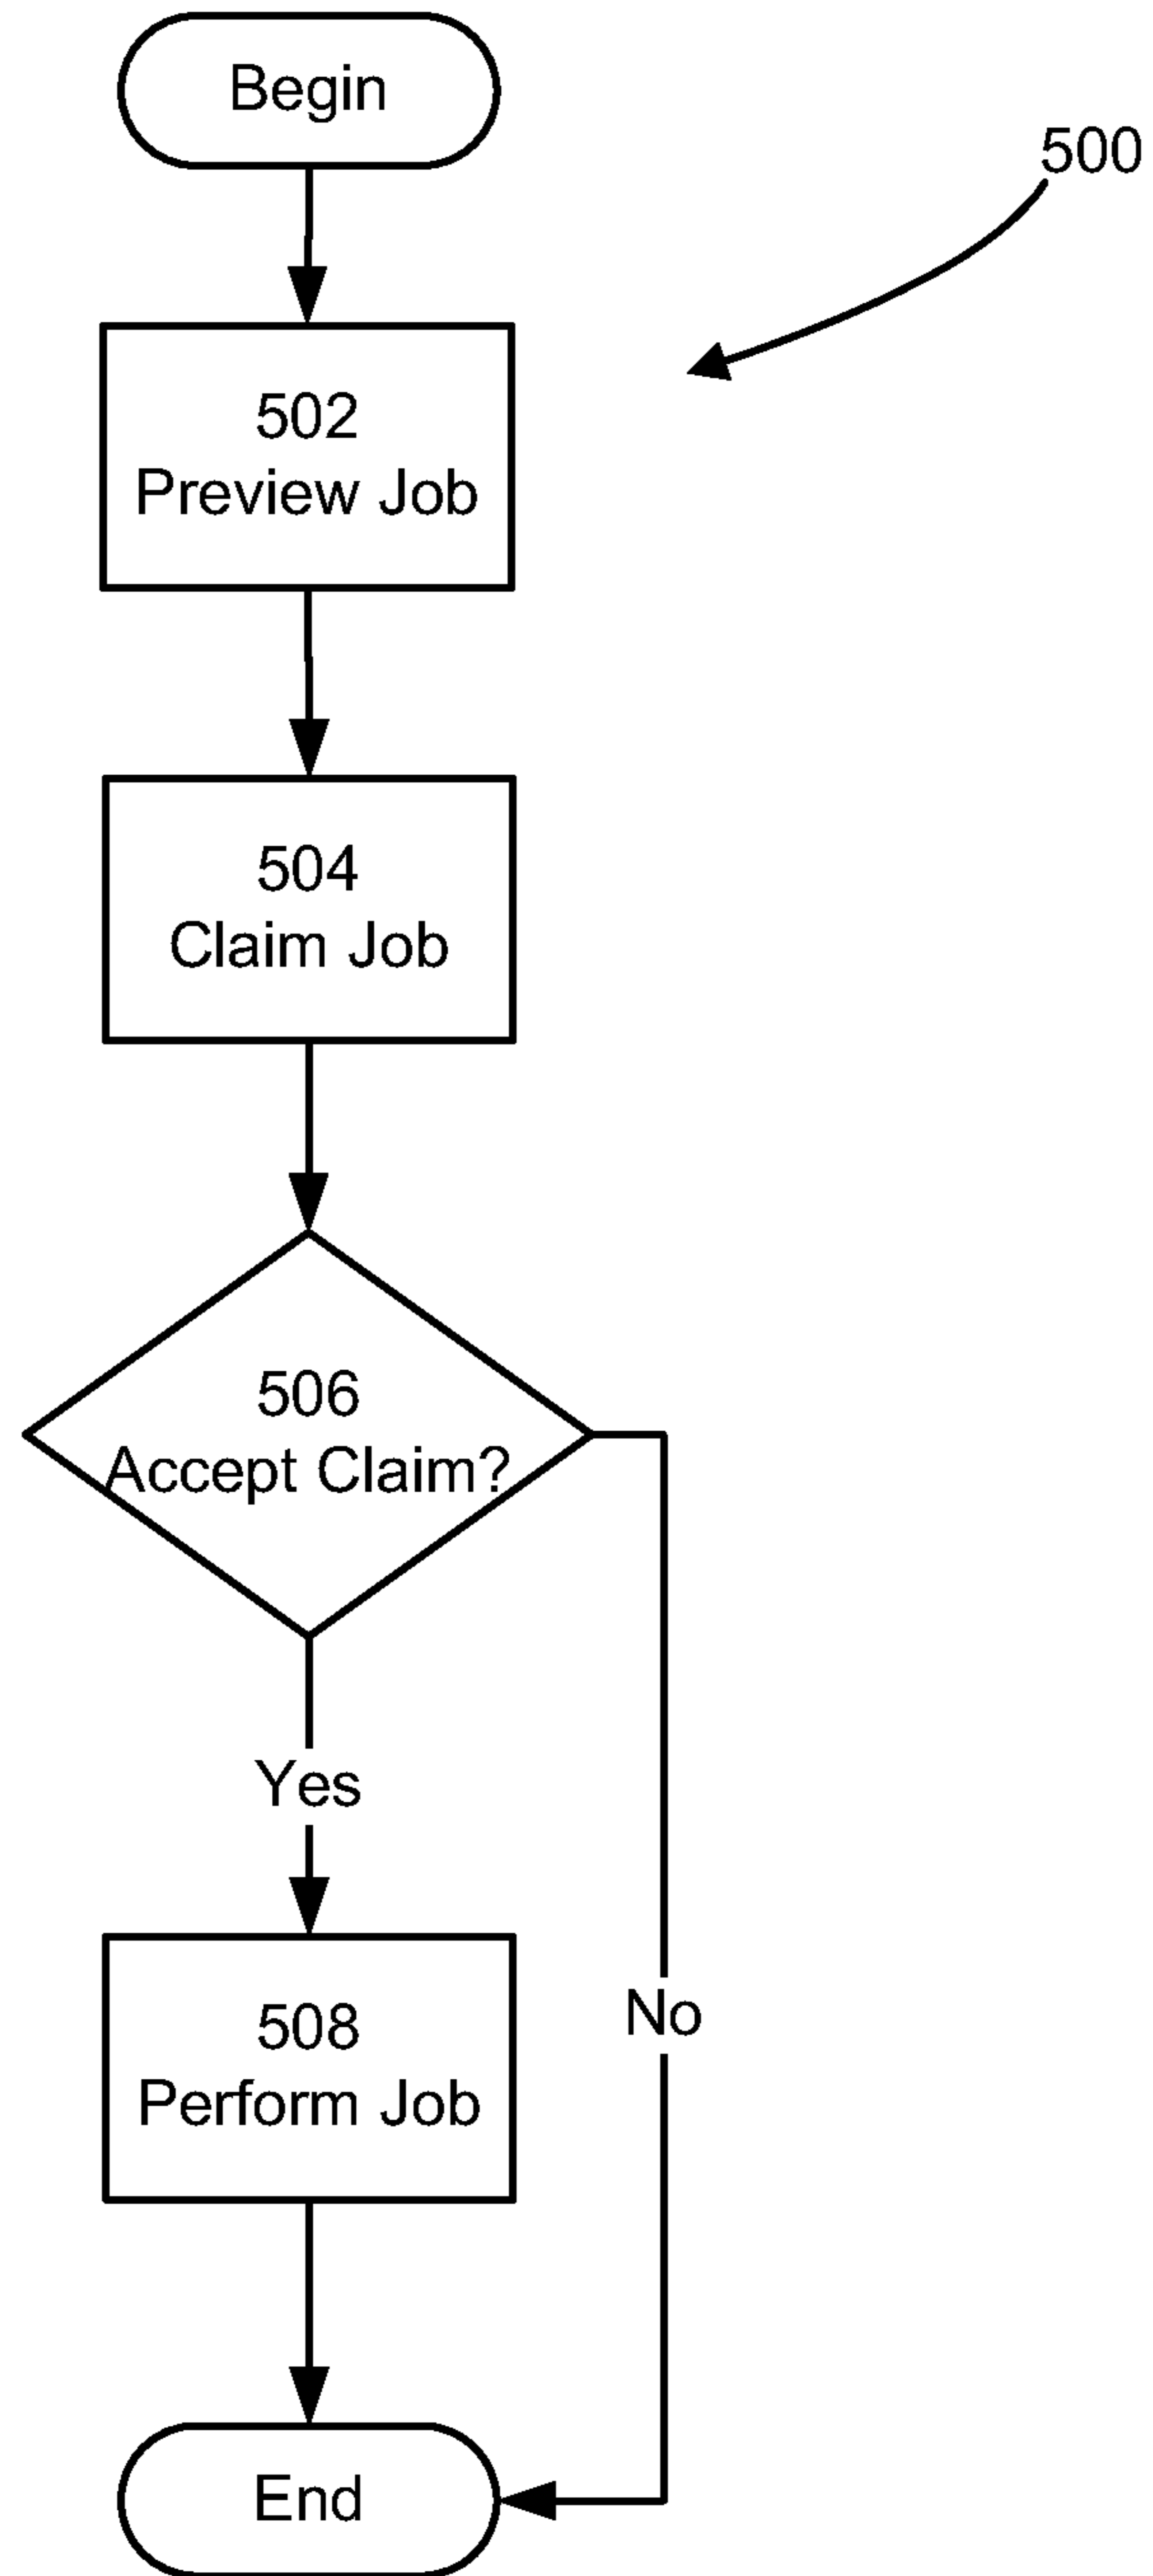 Begin
500
502
Preview Job
504
Claim Job
506
Accept Claim?
Yes
508
Perform Job
No
End